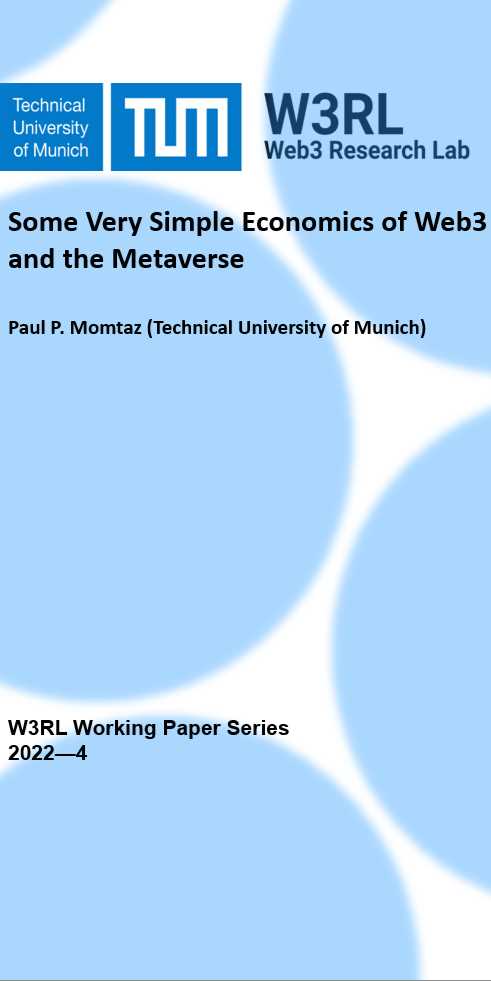 Technical
University
of Munich
TUM
W3RL
Web3 Research Lab
Some Very Simple Economics of Web3
and the Metaverse
Paul P. Momtaz (Technical University of Munich)
W3RL Working Paper Series
2022—4